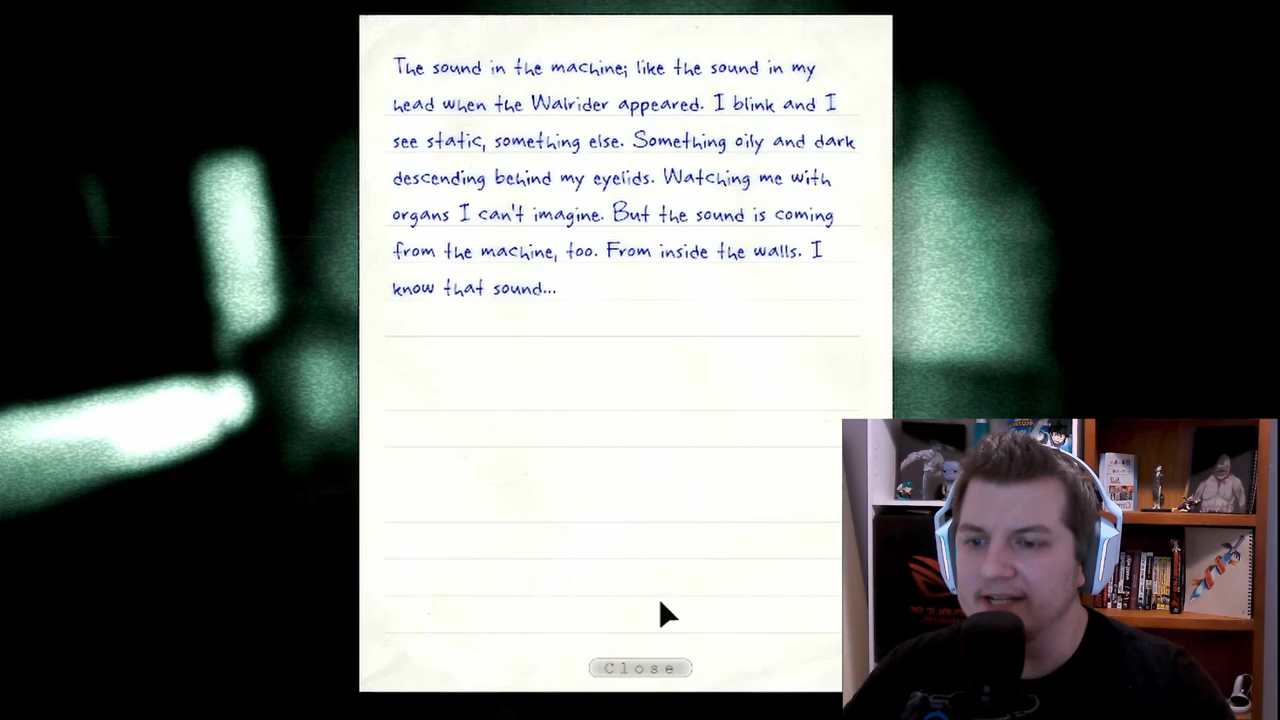 The sound in the machine; like the sound in my
head when the Walrider appeared. I blink and I
see static, something else. Something oily and dark
descending behind my eyelids. Watching me with
organs I can't imagine. But the sound is coming
from the machine, too. From inside the walls. I
know that sound...
Close